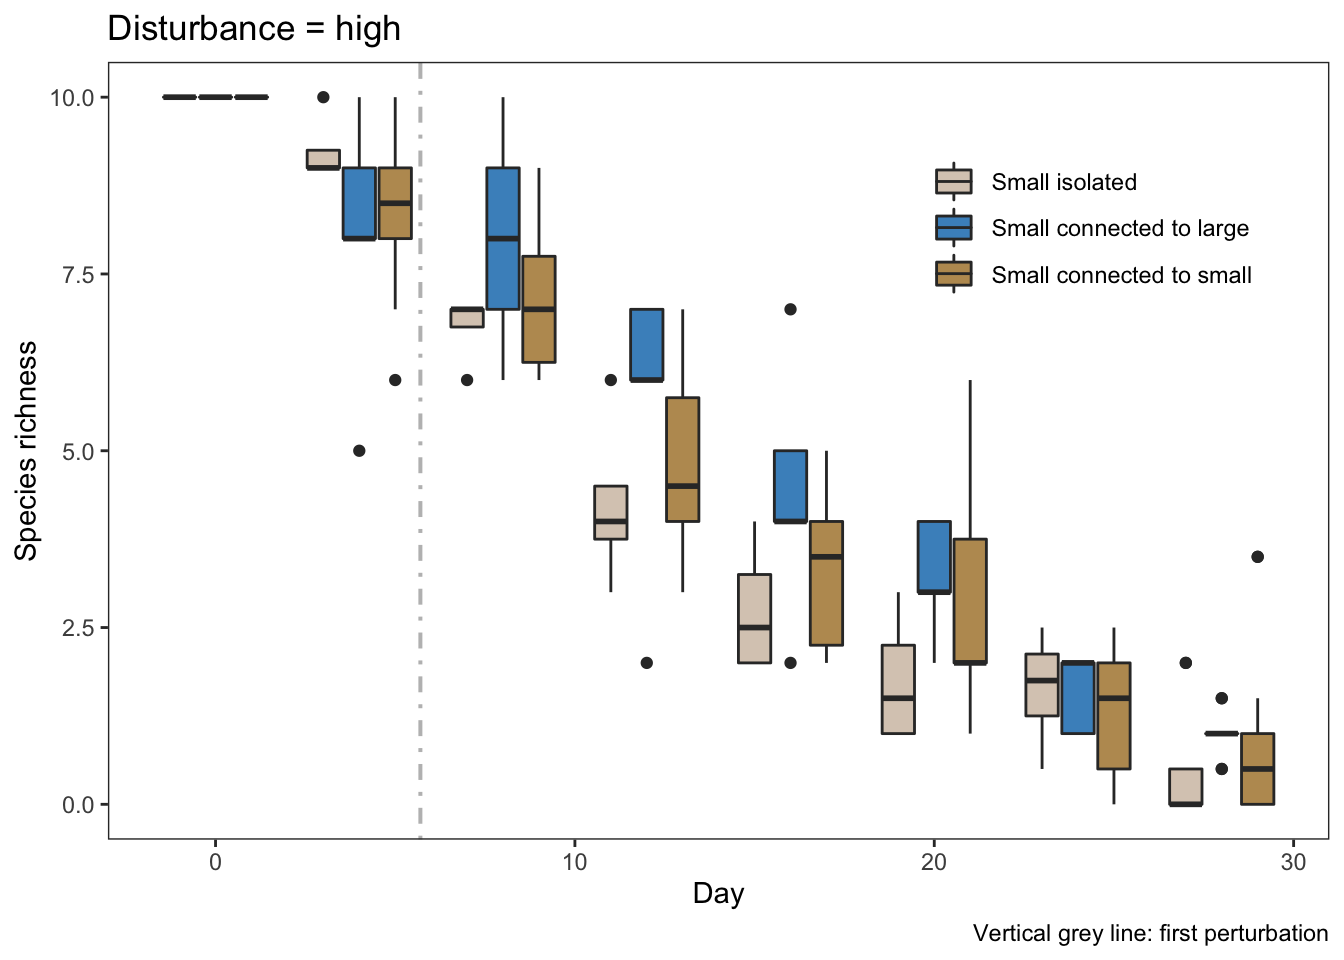 Disturbance = high
Species richness
10.0
7.5
5.0
2.5
0.0
Small isolated
Small connected to large
Small connected to small
0 10 20 30
Day
Vertical grey line: first perturbation